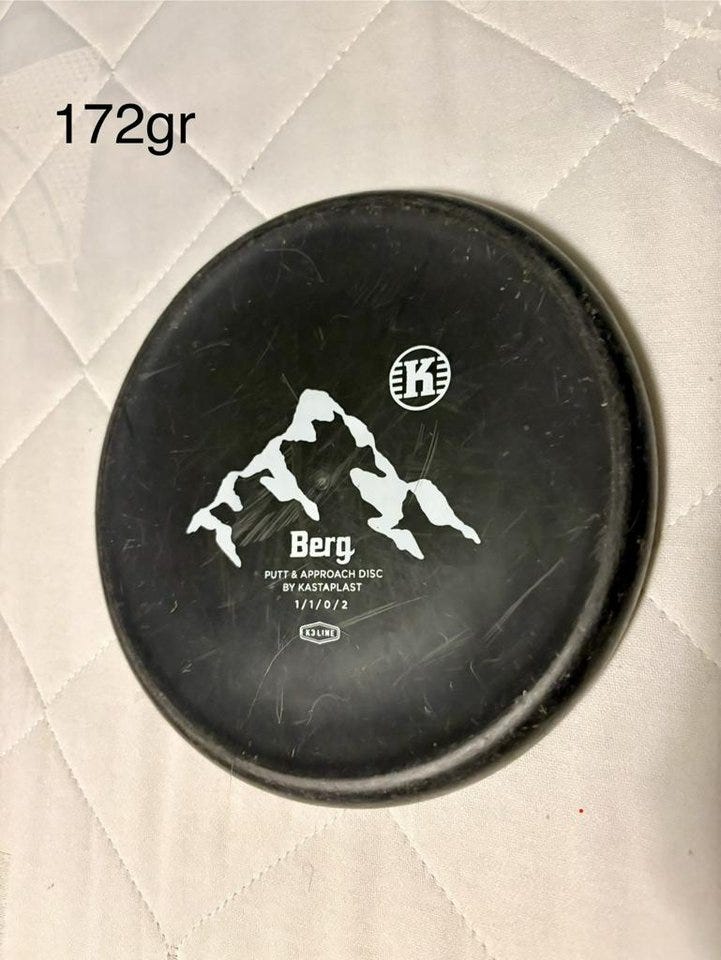 172gr
K
Berg
PUTT & APPROACH DISC
BY KASTAPLAST
1/1/0/2
K3 LINE